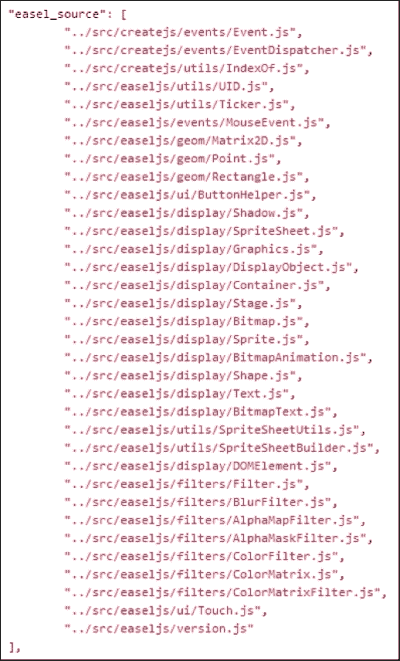 "easel_source": [
"../src/createjs/events/Event.js",
"../src/createjs/events/EventDispatcher.js",
"../src/createjs/utils/IndexOf.js",
"../src/easeljs/utils/UID.js",
"../src/easeljs/utils/Ticker.js",
"../src/easeljs/events/MouseEvent.js",
"../src/easeljs/geom/Matrix2D.js",
"../src/easeljs/geom/Point.js",
"../src/easeljs/geom/Rectangle.js",
"../src/easeljs/ui/ButtonHelper.js",
"../src/easeljs/display/Shadow.js",
"../src/easeljs/display/SpriteSheet.js",
"../src/easeljs/display/Graphics.js",
"../src/easeljs/display/DisplayObject.js",
"../src/easeljs/display/Container.js",
"../src/easeljs/display/Stage.js",
"../src/easeljs/display/Bitmap.js",
"../src/easeljs/display/Sprite.js",
"../src/easeljs/display/BitmapAnimation.js",
"../src/easeljs/display/Shape.js",
"../src/easeljs/display/Text.js",
"../src/easeljs/display/BitmapText.js",
"../src/easeljs/utils/SpriteSheetUtils.js",
"../src/easeljs/utils/SpriteSheetBuilder.js",
"../src/easeljs/display/DOMElement.js",
"../src/easeljs/filters/Filter.js",
"../src/easeljs/filters/BlurFilter.js",
"../src/easeljs/filters/AlphaMapFilter.js",
"../src/easeljs/filters/AlphaMaskFilter.js",
"../src/easeljs/filters/ColorFilter.js",
"../src/easeljs/filters/ColorMatrix.js",
"../src/easeljs/filters/ColorMatrixFilter.js",
"../src/easeljs/ui/Touch.js",
"../src/easeljs/version.js"
],